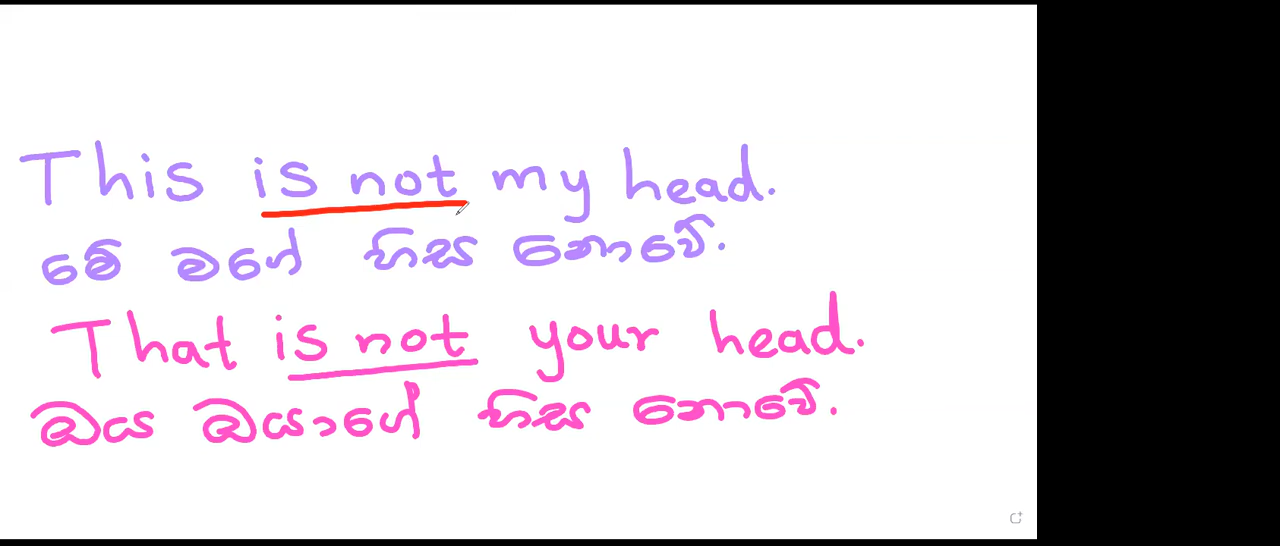 This is not my head.
මේ මගේ හිස නොවේ.
That is not your head.
ඔය ඔයාගේ හිස නොවේ.